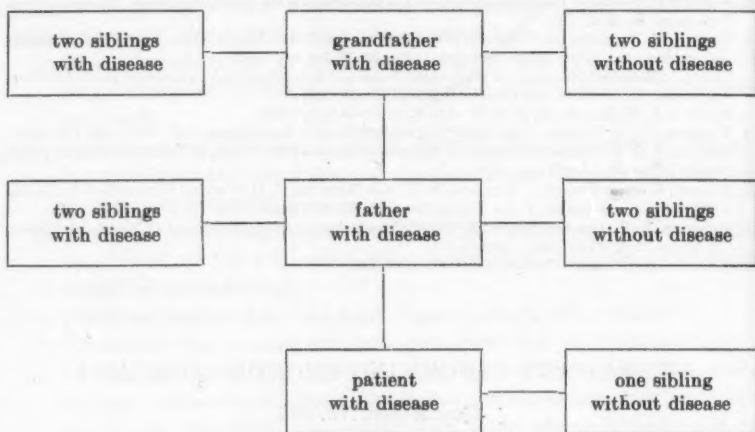 two siblings
with disease
grandfather
with disease
two siblings
without disease
two siblings
with disease
father
with disease
two siblings
without disease
patient
with disease
one sibling
without disease